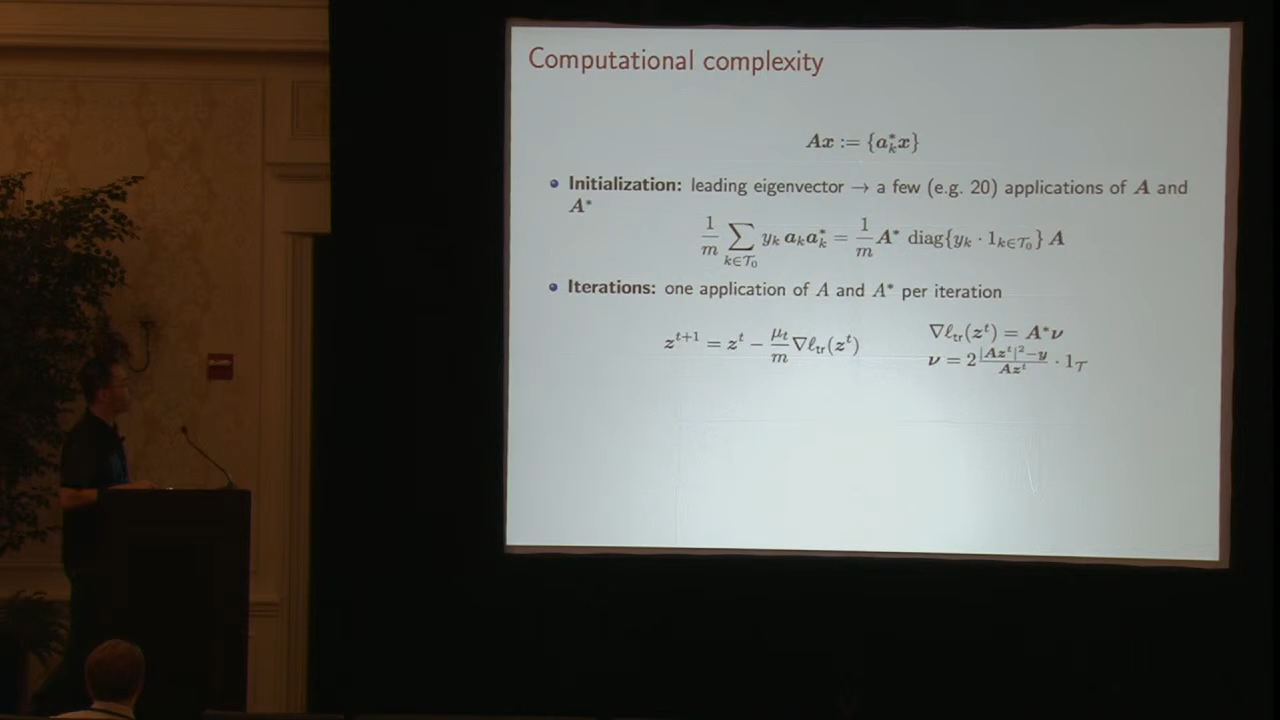 Computational complexity
Ax := {a_k^* x}
• Initialization: leading eigenvector → a few (e.g. 20) applications of A and
A*
1/m ∑_{k∈T_0} y_k a_k a_k^* = 1/m A* diag{y_k · 1_{k∈T_0}} A
• Iterations: one application of A and A* per iteration
z^{t+1} = z^t − μ_t/m ∇ℓ_tr(z^t)
∇ℓ_tr(z^t) = A*ν
ν = 2 (|Az^t|^2 − y)/(Az^t) · 1_T